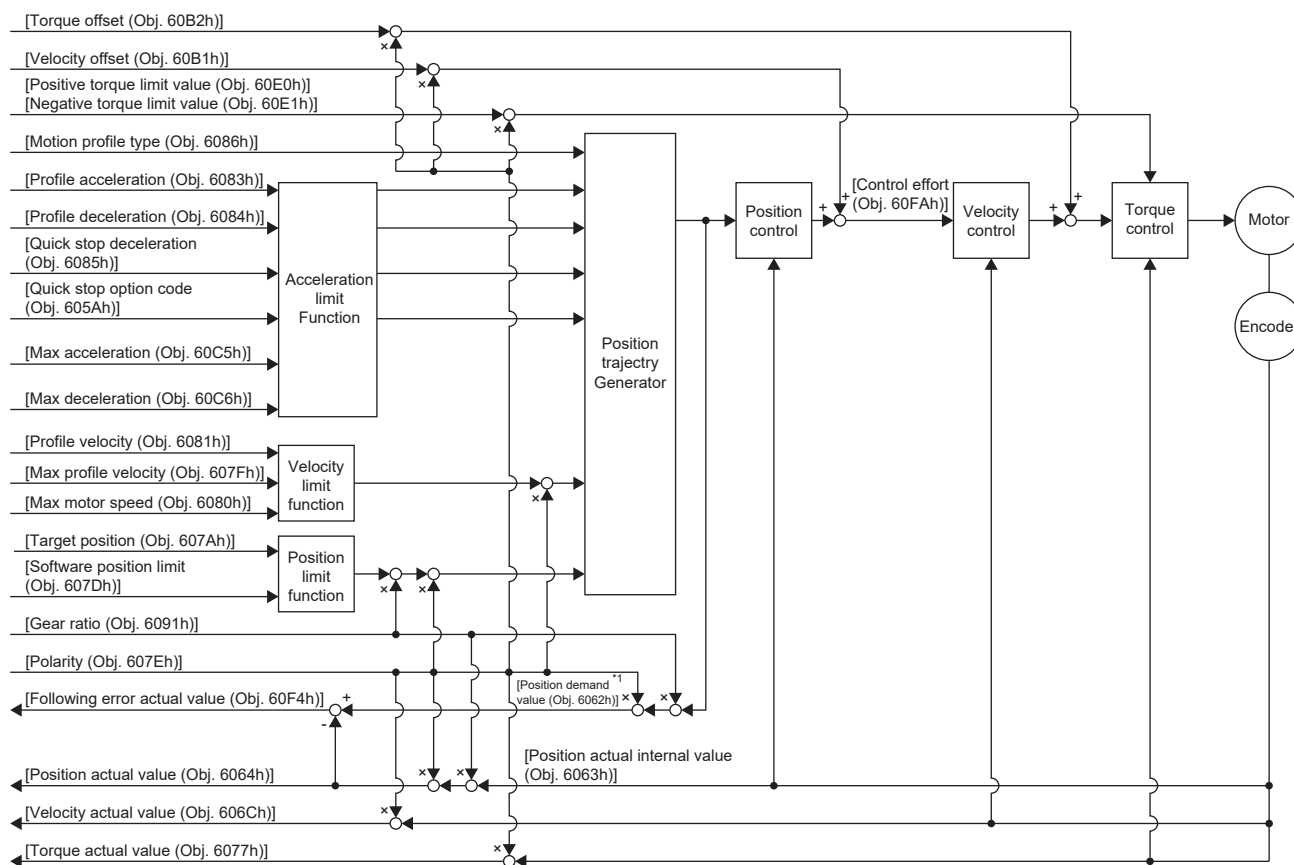 [Torque offset (Obj. 60B2h)]
×
[Velocity offset (Obj. 60B1h)]
×
[Positive torque limit value (Obj. 60E0h)]
[Negative torque limit value (Obj. 60E1h)]
×
[Motion profile type (Obj. 6086h)]
[Profile acceleration (Obj. 6083h)]
[Profile deceleration (Obj. 6084h)]
[Quick stop deceleration
(Obj. 6085h)]
[Quick stop option code
(Obj. 605Ah)]
[Max acceleration (Obj. 60C5h)]
[Max deceleration (Obj. 60C6h)]
Acceleration
limit
Function
Position
trajectry
Generator
Position
control
+
+
[Control effort
(Obj. 60FAh)]
Velocity
control
+
+
Torque
control
Motor
Encode
[Profile velocity (Obj. 6081h)]
[Max profile velocity (Obj. 607Fh)]
[Max motor speed (Obj. 6080h)]
Velocity
limit
function
×
[Target position (Obj. 607Ah)]
[Software position limit
(Obj. 607Dh)]
Position
limit
function
×
×
[Gear ratio (Obj. 6091h)]
[Polarity (Obj. 607Eh)]
[Following error actual value (Obj. 60F4h)]
+
-
[Position demand *1
value (Obj. 6062h)]
×
×
[Position actual value (Obj. 6064h)]
×
×
[Position actual internal value
(Obj. 6063h)]
[Velocity actual value (Obj. 606Ch)]
×
[Torque actual value (Obj. 6077h)]
×